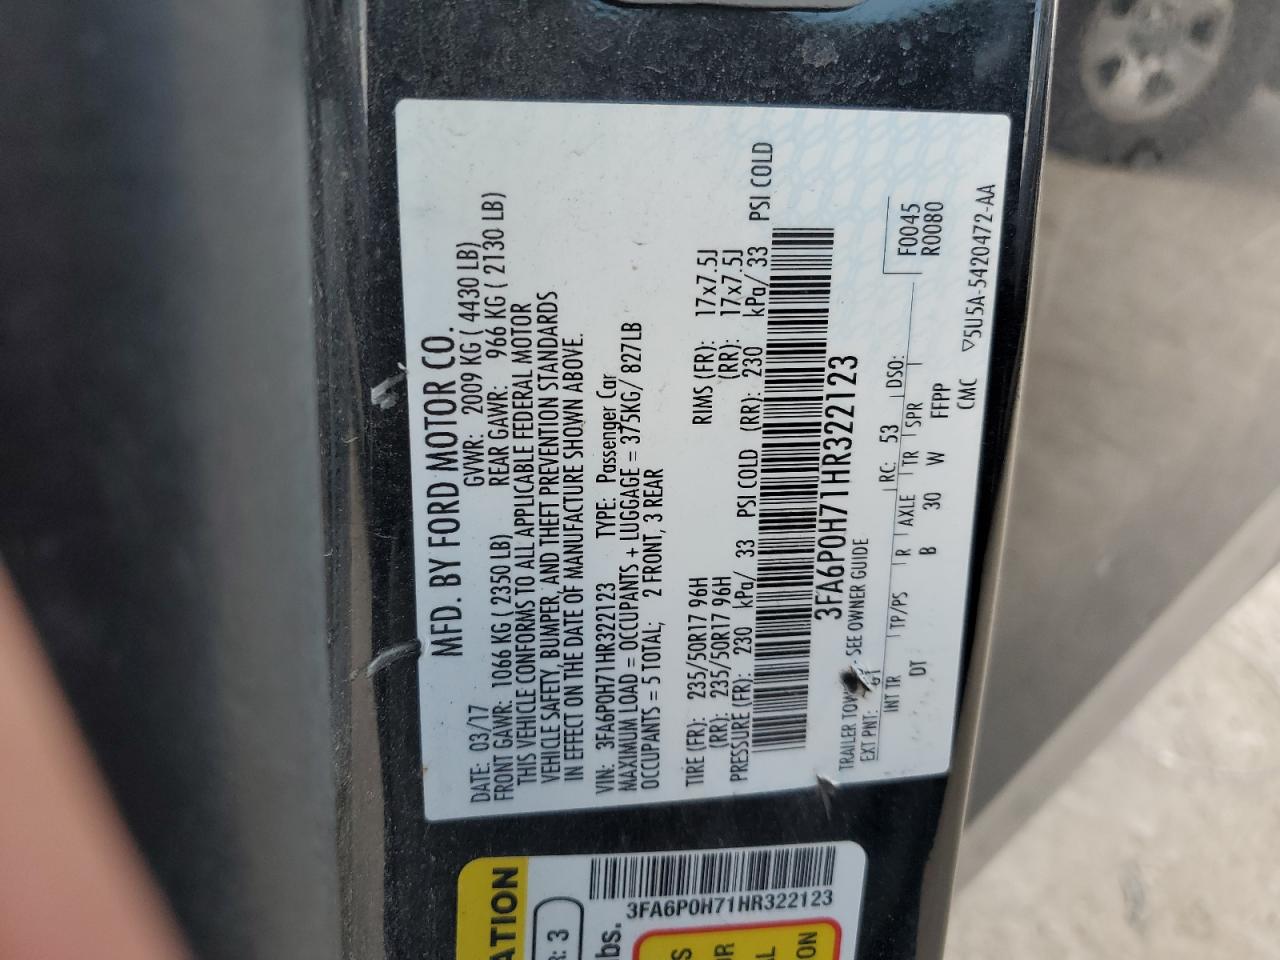 MFD. BY FORD MOTOR CO.
DATE: 03/17 GVWR: 2009 KG ( 4430 LB)
FRONT GAWR: 1066 KG ( 2350 LB) REAR GAWR: 966 KG ( 2130 LB)
THIS VEHICLE CONFORMS TO ALL APPLICABLE FEDERAL MOTOR
VEHICLE SAFETY, BUMPER, AND THEFT PREVENTION STANDARDS
IN EFFECT ON THE DATE OF MANUFACTURE SHOWN ABOVE.
VIN: 3FA6P0H71HR322123 TYPE: Passenger Car
MAXIMUM LOAD = OCCUPANTS + LUGGAGE = 375KG/ 827LB
OCCUPANTS = 5 TOTAL; 2 FRONT, 3 REAR
TIRE (FR): 235/50R17 96H RIMS (FR): 17x7.5J
(RR): 235/50R17 96H (RR): 17x7.5J
PRESSURE (FR): 230 kPa/ 33 PSI COLD (RR): 230 kPa/ 33 PSI COLD
3FA6P0H71HR322123
TRAILER TOW - SEE OWNER GUIDE
F0045
R0080
EXT PNT: RC: 53 DSO:
INT TR TP/PS R AXLE TR SPR
DT B 30 W FFPP
CMC
▽5U5A-5420472-AA
ATION
R: 3
bs.
3FA6P0H71HR322123
S
OR
AL
ON